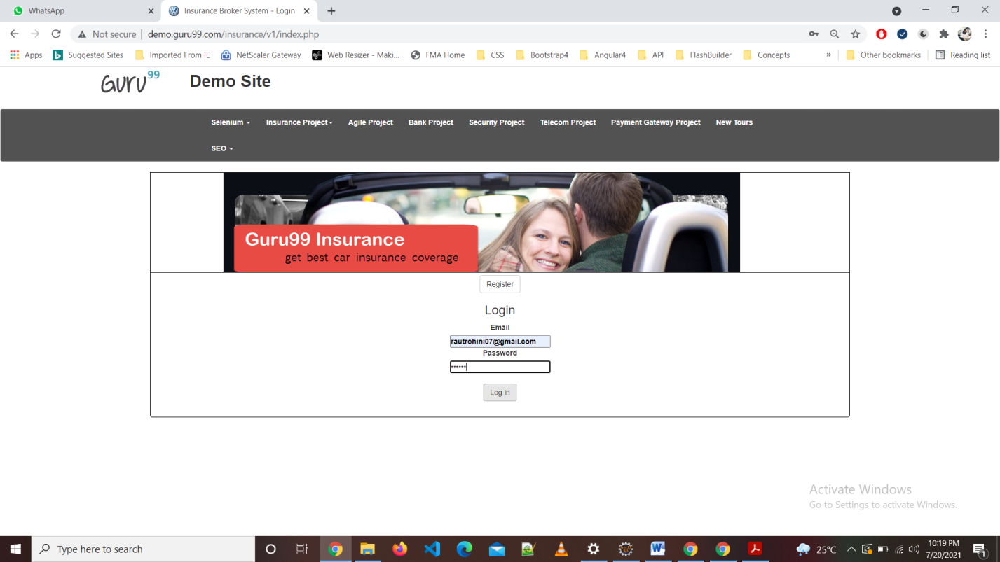 WhatsApp
Insurance Broker System - Login
Not secure | demo.guru99.com/insurance/v1/index.php
Apps Suggested Sites Imported From IE NetScaler Gateway Web Resizer - Maki... FMA Home CSS Bootstrap4 Angular4 API FlashBuilder Concepts » Other bookmarks Reading list
GUrU99 Demo Site
Selenium Insurance Project Agile Project Bank Project Security Project Telecom Project Payment Gateway Project New Tours
SEO
Guru99 Insurance
get best car insurance coverage
Register
Login
Email
rautrohini07@gmail.com
Password
••••••
Log in
Activate Windows
Go to Settings to activate Windows.
Type here to search
25°C
10:19 PM
7/20/2021
1